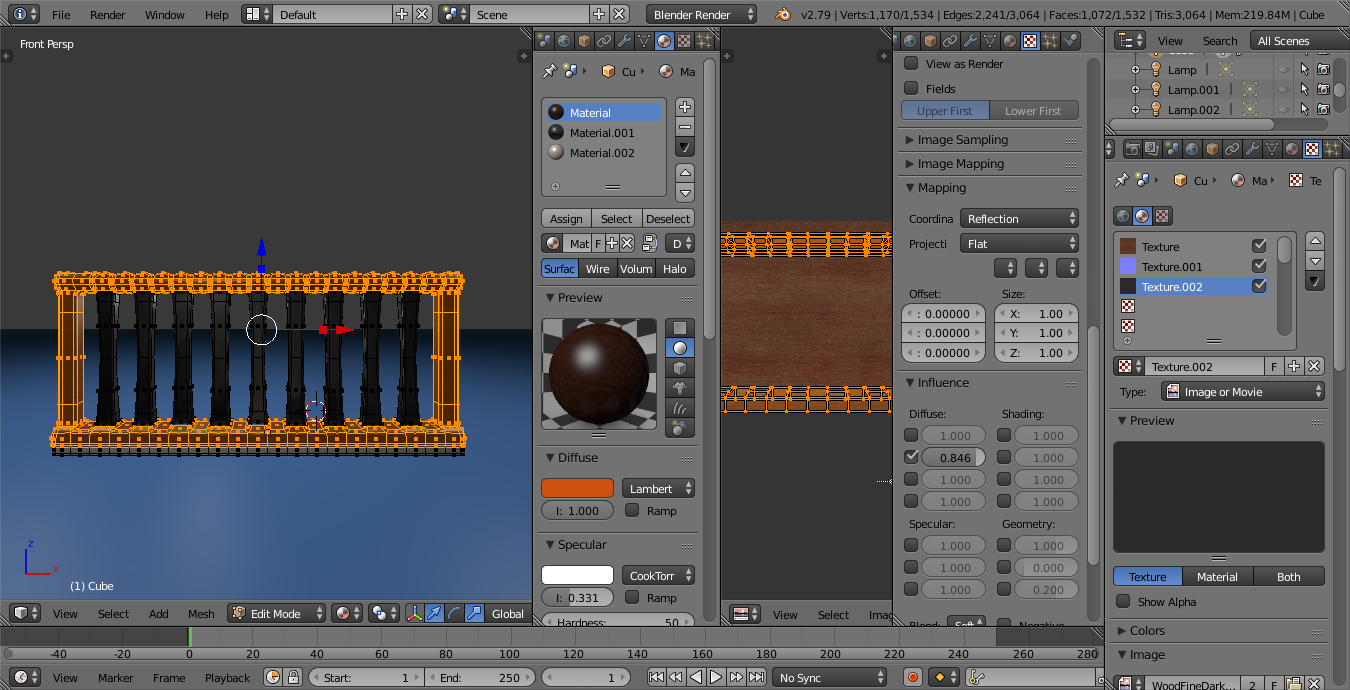 File Render Window Help Default Scene Blender Render v2.79 | Verts:1,170/1,534 | Edges:2,241/3,064 | Faces:1,072/1,532 | Tris:3,064 | Mem:219.84M | Cube
Front Persp
(1) Cube
z
x
View Select Add Mesh Edit Mode Global
Cu Ma
Material
Material.001
Material.002
Assign Select Deselect
Mat F D
Surfac Wire Volum Halo
Preview
Diffuse
Lambert
I: 1.000 Ramp
Specular
CookTorr
I: 0.331 Ramp
Hardness: 50
View Select Imag
View as Render
Fields
Upper First Lower First
Image Sampling
Image Mapping
Mapping
Coordina Reflection
Projecti Flat
Offset: Size:
: 0.00000 X: 1.00
: 0.00000 Y: 1.00
: 0.00000 Z: 1.00
Influence
Diffuse: Shading:
1.000 1.000
0.846 1.000
1.000 1.000
1.000 1.000
Specular: Geometry:
1.000 1.000
1.000 0.000
1.000 0.200
Blend: Soft Negative
View Search All Scenes
Lamp
Lamp.001
Lamp.002
Cu Ma Te
Texture
Texture.001
Texture.002
Texture.002 F
Type: Image or Movie
Preview
Texture Material Both
Show Alpha
Colors
Image
WoodFineDark... 2 F
-40 -20 0 20 40 60 80 100 120 140 160 180 200 220 240 260 280
View Marker Frame Playback Start: 1 End: 250 1 No Sync